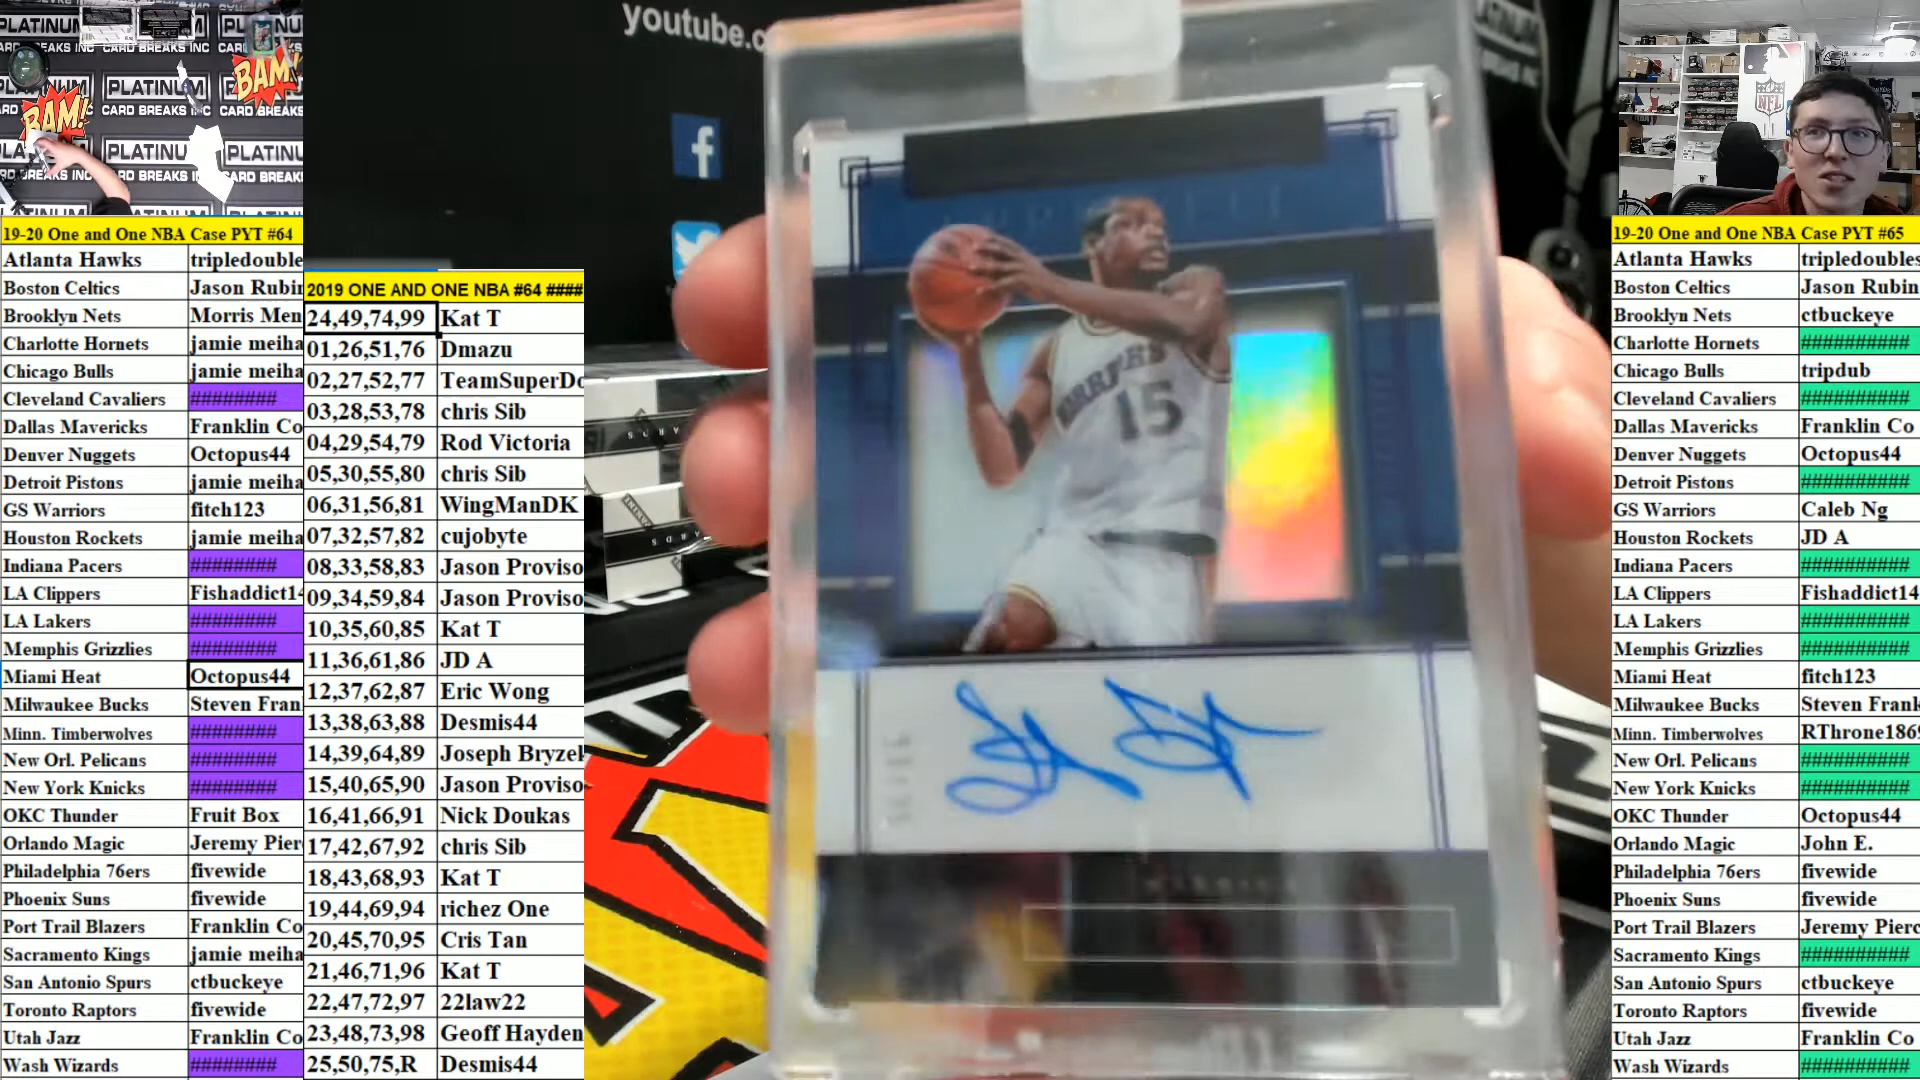 PLATINUM
CARD BREAKS INC
BAM!
BAM!
PLATINUM
CARD BREAKS INC
PLATINUM
CARD BREAKS INC
19-20 One and One NBA Case PYT #64
Atlanta Hawks tripledouble
Boston Celtics Jason Rubin
Brooklyn Nets Morris Men
Charlotte Hornets jamie meiha
Chicago Bulls jamie meiha
Cleveland Cavaliers ########
Dallas Mavericks Franklin Co
Denver Nuggets Octopus44
Detroit Pistons jamie meiha
GS Warriors fitch123
Houston Rockets jamie meiha
Indiana Pacers ########
LA Clippers Fishaddict14
LA Lakers ########
Memphis Grizzlies ########
Miami Heat Octopus44
Milwaukee Bucks Steven Fran
Minn. Timberwolves ########
New Orl. Pelicans ########
New York Knicks ########
OKC Thunder Fruit Box
Orlando Magic Jeremy Pier
Philadelphia 76ers fivewide
Phoenix Suns fivewide
Port Trail Blazers Franklin Co
Sacramento Kings jamie meiha
San Antonio Spurs ctbuckeye
Toronto Raptors fivewide
Utah Jazz Franklin Co
Wash Wizards ########
2019 ONE AND ONE NBA #64 ####
24,49,74,99 Kat T
01,26,51,76 Dmazu
02,27,52,77 TeamSuperDo
03,28,53,78 chris Sib
04,29,54,79 Rod Victoria
05,30,55,80 chris Sib
06,31,56,81 WingManDK
07,32,57,82 cujobyte
08,33,58,83 Jason Proviso
09,34,59,84 Jason Proviso
10,35,60,85 Kat T
11,36,61,86 JD A
12,37,62,87 Eric Wong
13,38,63,88 Desmis44
14,39,64,89 Joseph Bryzek
15,40,65,90 Jason Proviso
16,41,66,91 Nick Doukas
17,42,67,92 chris Sib
18,43,68,93 Kat T
19,44,69,94 richez One
20,45,70,95 Cris Tan
21,46,71,96 Kat T
22,47,72,97 22law22
23,48,73,98 Geoff Hayden
25,50,75,R Desmis44
youtube.c
f
WARRIORS
15
NFL
19-20 One and One NBA Case PYT #65
Atlanta Hawks tripledoubles
Boston Celtics Jason Rubin
Brooklyn Nets ctbuckeye
Charlotte Hornets ##########
Chicago Bulls tripdub
Cleveland Cavaliers ##########
Dallas Mavericks Franklin Co
Denver Nuggets Octopus44
Detroit Pistons ##########
GS Warriors Caleb Ng
Houston Rockets JD A
Indiana Pacers ##########
LA Clippers Fishaddict14
LA Lakers ##########
Memphis Grizzlies ##########
Miami Heat fitch123
Milwaukee Bucks Steven Frank
Minn. Timberwolves RThrone1869
New Orl. Pelicans ##########
New York Knicks ##########
OKC Thunder Octopus44
Orlando Magic John E.
Philadelphia 76ers fivewide
Phoenix Suns fivewide
Port Trail Blazers Jeremy Pierc
Sacramento Kings ##########
San Antonio Spurs ctbuckeye
Toronto Raptors fivewide
Utah Jazz Franklin Co
Wash Wizards ##########